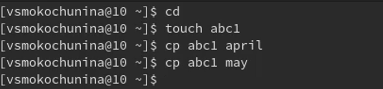 [vsmokochunina@10 ~]$ cd
[vsmokochunina@10 ~]$ touch abc1
[vsmokochunina@10 ~]$ cp abc1 april
[vsmokochunina@10 ~]$ cp abc1 may
[vsmokochunina@10 ~]$